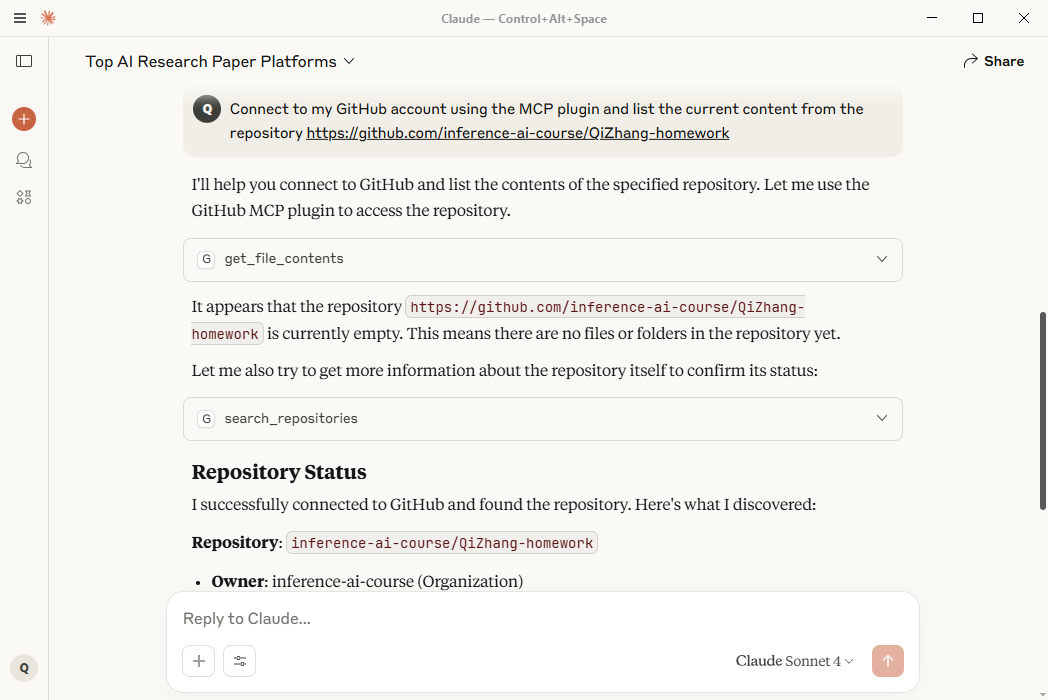 Claude — Control+Alt+Space
Top AI Research Paper Platforms
Share
Q
Connect to my GitHub account using the MCP plugin and list the current content from the
repository https://github.com/inference-ai-course/QiZhang-homework
I'll help you connect to GitHub and list the contents of the specified repository. Let me use the
GitHub MCP plugin to access the repository.
G get_file_contents
It appears that the repository https://github.com/inference-ai-course/QiZhang-
homework is currently empty. This means there are no files or folders in the repository yet.
Let me also try to get more information about the repository itself to confirm its status:
G search_repositories
Repository Status
I successfully connected to GitHub and found the repository. Here's what I discovered:
Repository: inference-ai-course/QiZhang-homework
• Owner: inference-ai-course (Organization)
Reply to Claude...
Claude Sonnet 4
Q